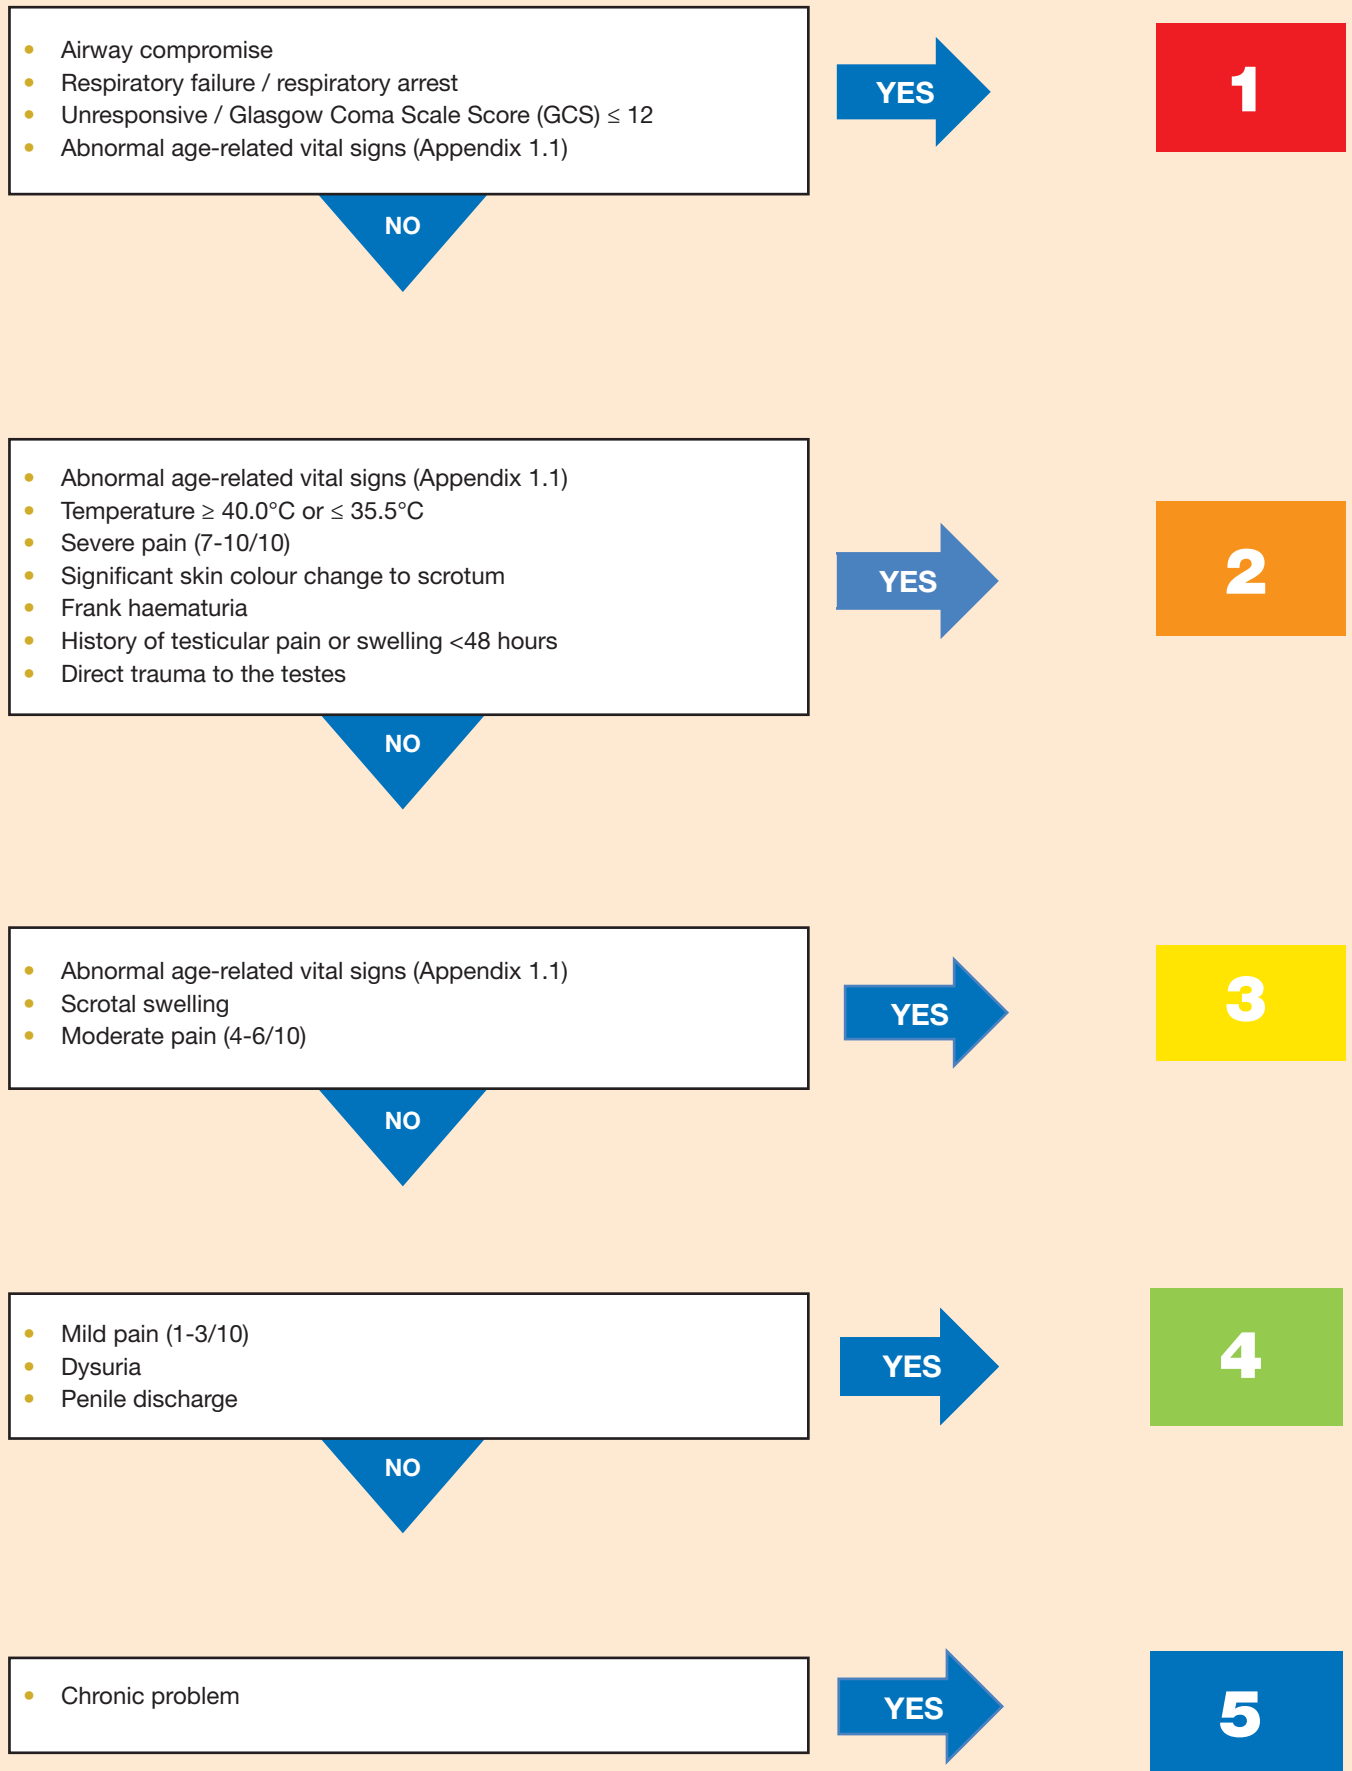 • Airway compromise
• Respiratory failure / respiratory arrest
• Unresponsive / Glasgow Coma Scale Score (GCS) ≤ 12
• Abnormal age-related vital signs (Appendix 1.1)
YES
1
NO
• Abnormal age-related vital signs (Appendix 1.1)
• Temperature ≥ 40.0°C or ≤ 35.5°C
• Severe pain (7-10/10)
• Significant skin colour change to scrotum
• Frank haematuria
• History of testicular pain or swelling <48 hours
• Direct trauma to the testes
YES
2
NO
• Abnormal age-related vital signs (Appendix 1.1)
• Scrotal swelling
• Moderate pain (4-6/10)
YES
3
NO
• Mild pain (1-3/10)
• Dysuria
• Penile discharge
YES
4
NO
• Chronic problem
YES
5